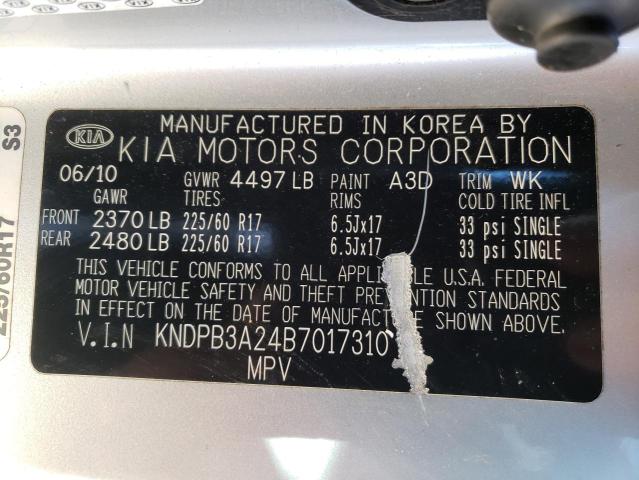 KIA
S3
225/60R17
KIA
MANUFACTURED IN KOREA BY
KIA MOTORS CORPORATION
06/10 GVWR 4497 LB PAINT A3D TRIM WK
GAWR TIRES RIMS COLD TIRE INFL
FRONT 2370 LB 225/60 R17 6.5Jx17 33 psi SINGLE
REAR 2480 LB 225/60 R17 6.5Jx17 33 psi SINGLE
THIS VEHICLE CONFORMS TO ALL U.S.A. FEDERAL
MOTOR VEHICLE SAFETY AND THEFT PREVENTION STANDARDS
IN EFFECT ON THE DATE OF MANUFACTURE SHOWN ABOVE.
V.I.N KNDPB3A24B7017310
MPV